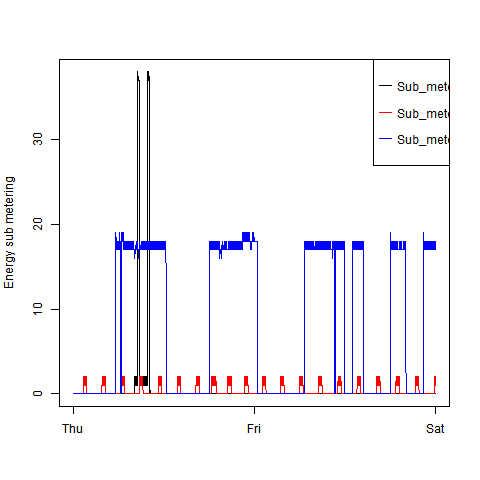 Sub_mete
Sub_mete
Sub_mete
Energy sub metering
30
20
10
0
Thu
Fri
Sat